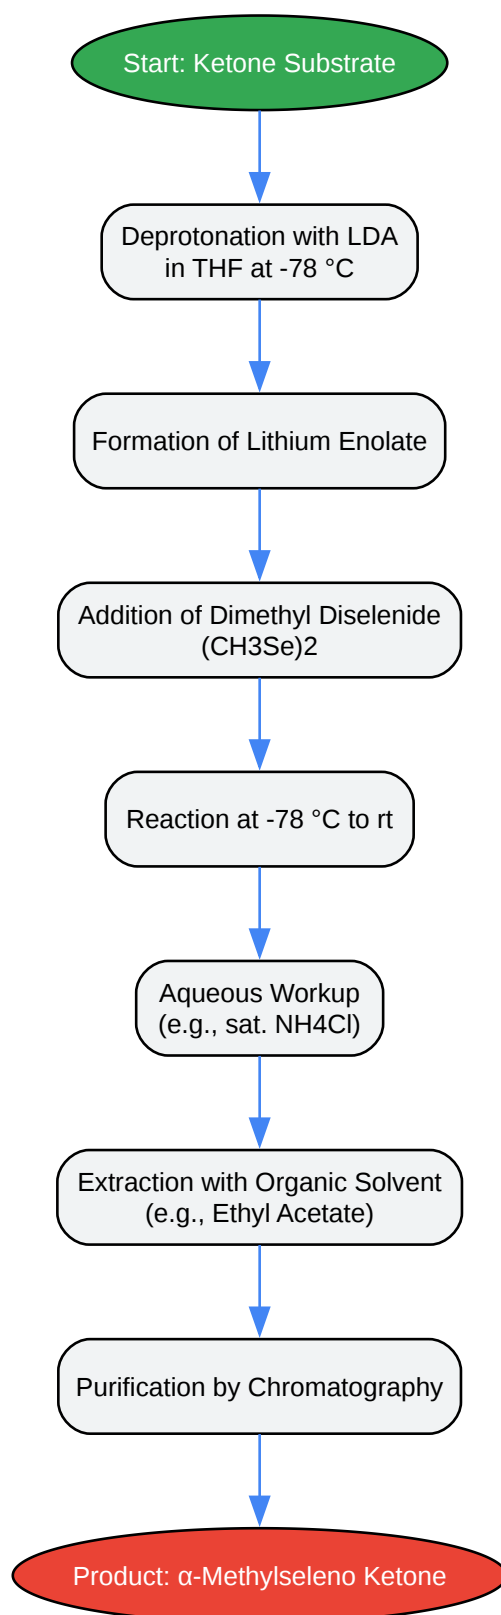 Start: Ketone Substrate
Deprotonation with LDA
in THF at -78 °C
Formation of Lithium Enolate
Addition of Dimethyl Diselenide
(CH3Se)2
Reaction at -78 °C to rt
Aqueous Workup
(e.g., sat. NH4Cl)
Extraction with Organic Solvent
(e.g., Ethyl Acetate)
Purification by Chromatography
Product: α-Methylseleno Ketone